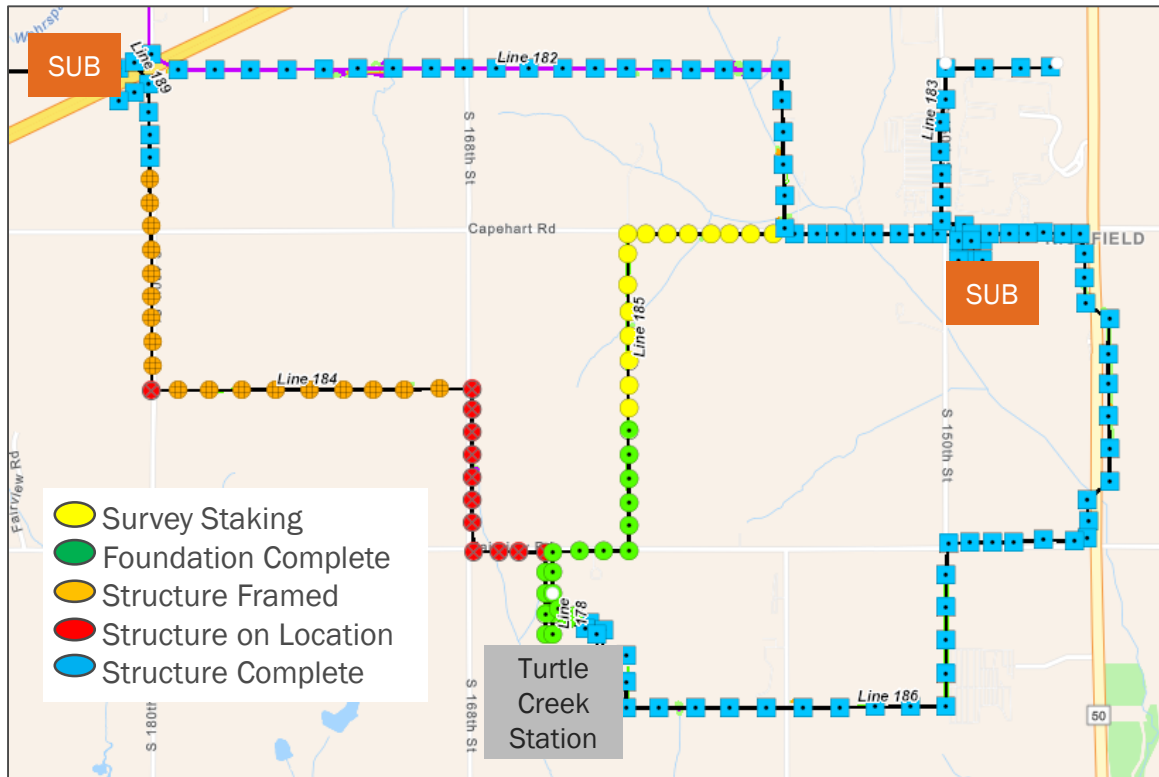 Wehrspa
SUB
Line 189
Line 182
S 168th St
Line 183
Capehart Rd
FIELD
SUB
Line 185
Line 184
S 150th St
Fairview Rd
Survey Staking
Foundation Complete
Structure Framed
Structure on Location
Structure Complete
Rd
Line
178
Turtle
Creek
Station
Line 186
S 180th
S 168th St
50